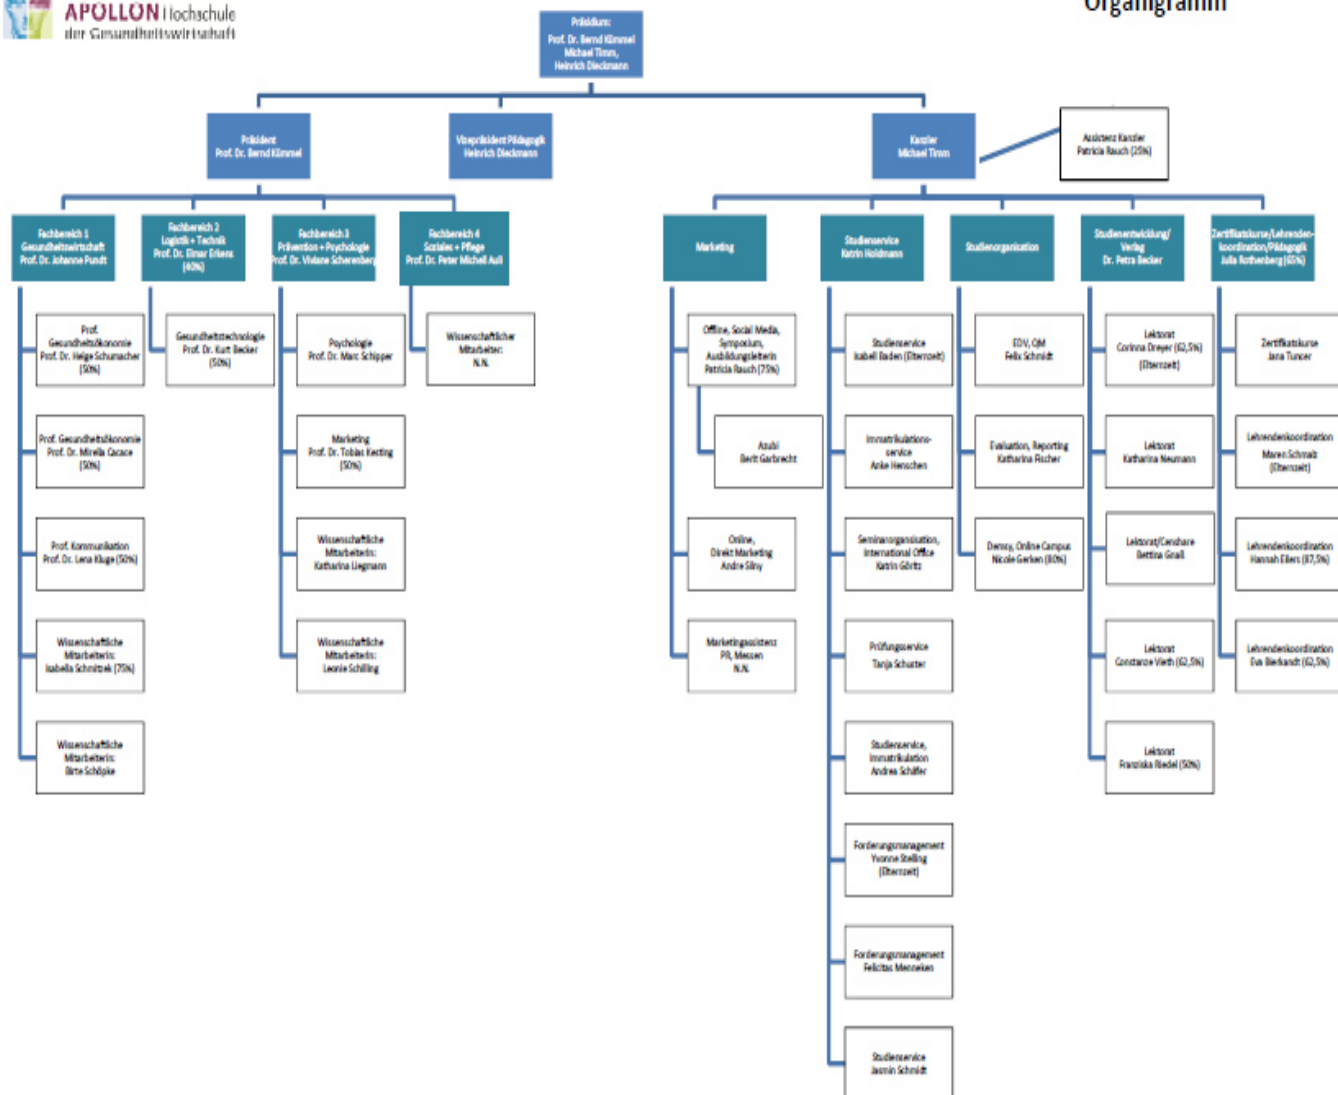 APOLLON Hochschule
der Gesundheitswirtschaft
Organigramm
Präsidium:
Prof. Dr. Bernd Kümmel
Michael Timm,
Heinrich Dieckmann
Präsident
Prof. Dr. Bernd Kümmel
Vizepräsident Pädagogik
Heinrich Dieckmann
Kanzler
Michael Timm
Assistenz Kanzler
Patricia Rauch (25%)
Fachbereich 1
Gesundheitswirtschaft
Prof. Dr. Johanne Pundt
Fachbereich 2
Logistik + Technik
Prof. Dr. Elmar Erkens
(40%)
Fachbereich 3
Prävention + Psychologie
Prof. Dr. Viviane Scherenberg
Fachbereich 4
Soziales + Pflege
Prof. Dr. Peter Michell Auli
Marketing
Studienservice
Katrin Holdmann
Studienorganisation
Studienentwicklung/
Verlag
Dr. Petra Becker
Zertifikatskurse/Lehrenden-
koordination/Pädagogik
Julia Rothenberg (65%)
Prof.
Gesundheitsökonomie
Prof. Dr. Helge Schumacher
(50%)
Prof. Gesundheitsökonomie
Prof. Dr. Mirella Cacace
(50%)
Prof. Kommunikation
Prof. Dr. Lena Kluge (50%)
Wissenschaftliche
Mitarbeiterin:
Isabella Schmitzek (75%)
Wissenschaftliche
Mitarbeiterin:
Birte Schöpke
Gesundheitstechnologie
Prof. Dr. Kurt Becker
(50%)
Psychologie
Prof. Dr. Marc Schipper
Marketing
Prof. Dr. Tobias Kesting
(50%)
Wissenschaftliche
Mitarbeiterin:
Katharina Liegmann
Wissenschaftliche
Mitarbeiterin:
Leonie Schilling
Wissenschaftlicher
Mitarbeiter:
N.N.
Offline, Social Media,
Symposium,
Ausbildungsleiterin
Patricia Rauch (75%)
Azubi
Berit Garbrecht
Online,
Direkt Marketing
Andre Silny
Marketingassistenz
PR, Messen
N.N.
Studienservice
Isabell Baden (Elternzeit)
Immatrikulations-
service
Anke Henschen
Seminarorganisation,
International Office
Katrin Göritz
Prüfungsservice
Tanja Schuster
Studienservice,
Immatrikulation
Andrea Schäfer
Forderungsmanagement
Yvonne Stelling
(Elternzeit)
Forderungsmanagement
Felicitas Menneken
Studienservice
Jasmin Schmidt
EDV, QM
Felix Schmidt
Evaluation, Reporting
Katharina Fischer
Demsy, Online Campus
Nicole Gerken (80%)
Lektorat
Corinna Dreyer (62,5%)
(Elternzeit)
Lektorat
Katharina Neumann
Lektorat/Censhare
Bettina Gnaß
Lektorat
Constanze Vieth (62,5%)
Lektorat
Franziska Riedel (50%)
Zertifikatskurse
Jana Tuncer
Lehrendenkoordination
Maren Schmalz
(Elternzeit)
Lehrendenkoordination
Hannah Eilers (87,5%)
Lehrendenkoordination
Eva Bierkandt (62,5%)